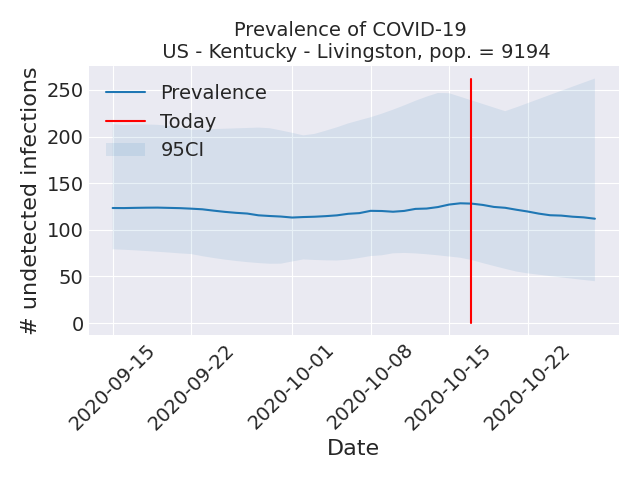 Prevalence of COVID-19
US - Kentucky - Livingston, pop. = 9194
# undetected infections
250
200
150
100
50
0
Prevalence
Today
95CI
2020-09-15
2020-09-22
2020-10-01
2020-10-08
2020-10-15
2020-10-22
Date